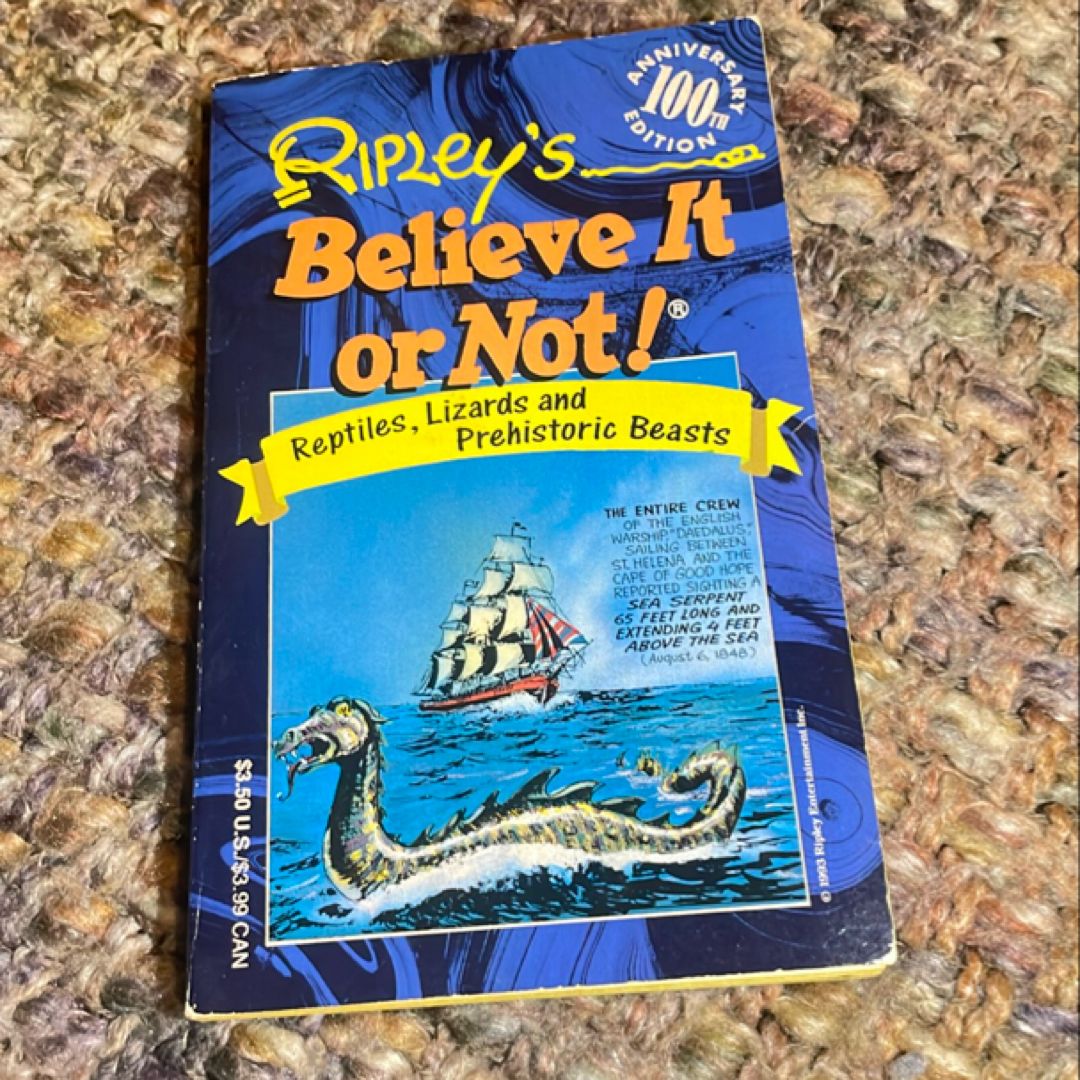 ANNIVERSARY
100TH
EDITION
Ripley's
Believe It
or Not!®
Reptiles, Lizards and
Prehistoric Beasts
THE ENTIRE CREW
OF THE ENGLISH
WARSHIP, "DAEDALUS,"
SAILING BETWEEN
ST. HELENA AND THE
CAPE OF GOOD HOPE
REPORTED SIGHTING A
SEA SERPENT
65 FEET LONG AND
EXTENDING 4 FEET
ABOVE THE SEA
(August 6, 1848)
$3.50 U.S./$3.99 CAN
© 1993 Ripley Entertainment Inc.